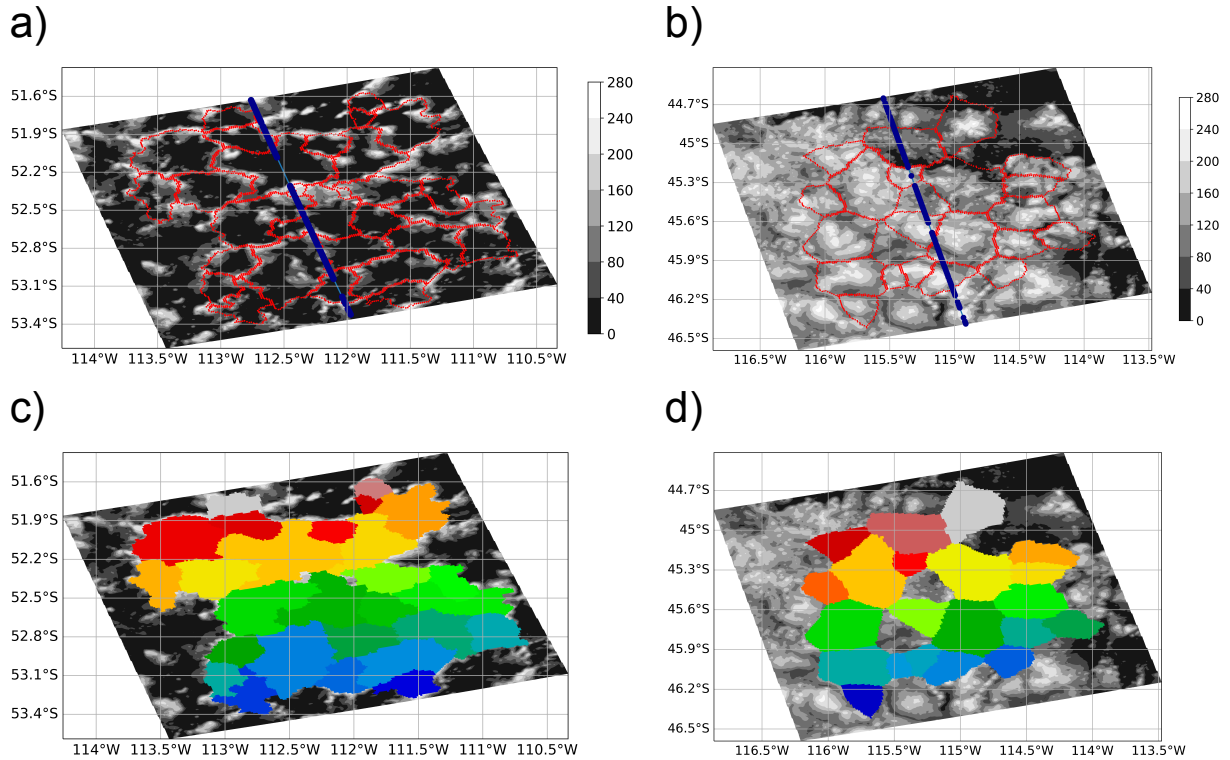 a)
51.6°S
51.9°S
52.2°S
52.5°S
52.8°S
53.1°S
53.4°S
114°W 113.5°W 113°W 112.5°W 112°W 111.5°W 111°W 110.5°W
280
240
200
160
120
80
40
0
b)
44.7°S
45°S
45.3°S
45.6°S
45.9°S
46.2°S
46.5°S
116.5°W 116°W 115.5°W 115°W 114.5°W 114°W 113.5°W
280
240
200
160
120
80
40
0
c)
51.6°S
51.9°S
52.2°S
52.5°S
52.8°S
53.1°S
53.4°S
114°W 113.5°W 113°W 112.5°W 112°W 111.5°W 111°W 110.5°W
d)
44.7°S
45°S
45.3°S
45.6°S
45.9°S
46.2°S
46.5°S
116.5°W 116°W 115.5°W 115°W 114.5°W 114°W 113.5°W